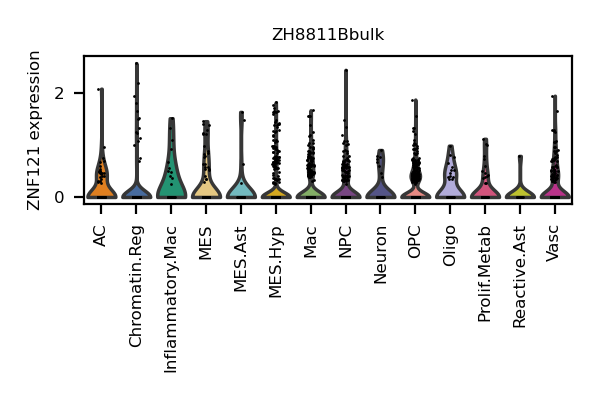 ZH8811Bbulk
ZNF121 expression
2
0
AC
Chromatin.Reg
Inflammatory.Mac
MES
MES.Ast
MES.Hyp
Mac
NPC
Neuron
OPC
Oligo
Prolif.Metab
Reactive.Ast
Vasc